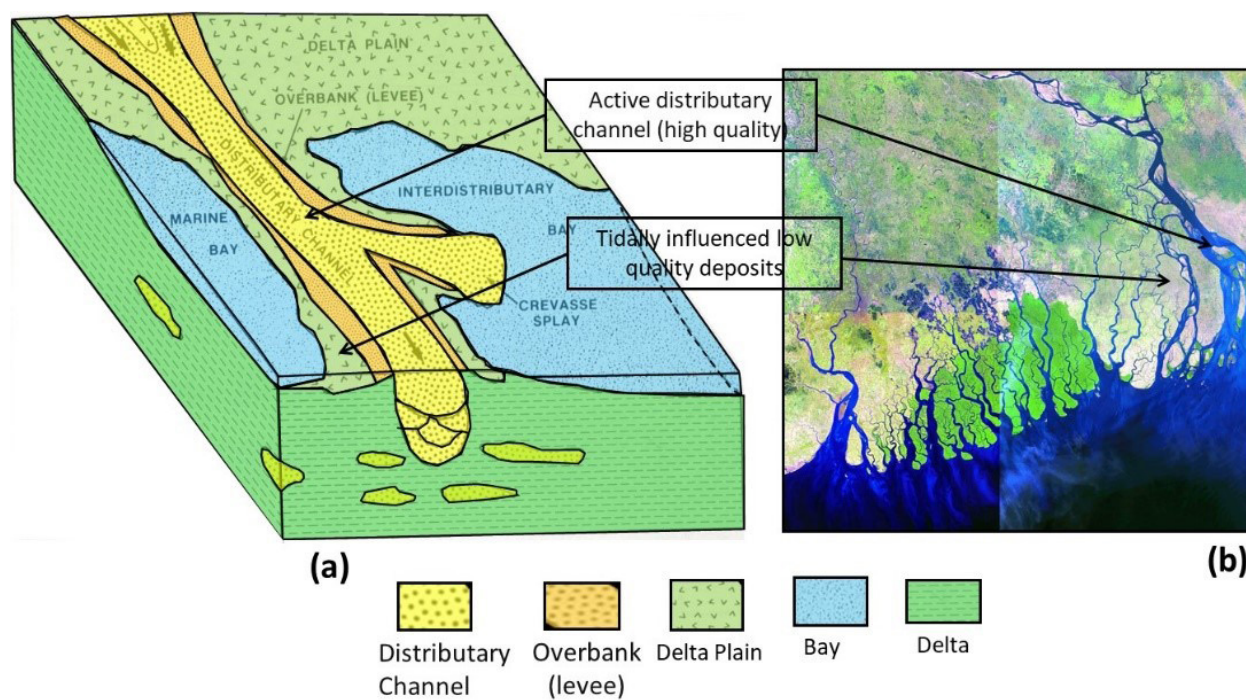 DELTA PLAIN
OVERBANK (LEVEE)
DISTRIBUTARY CHANNEL
INTERDISTRIBUTARY
BAY
MARINE
BAY
CREVASSE
SPLAY
Active distributary
channel (high quality)
Tidally influenced low
quality deposits
(a)
(b)
Distributary
Channel
Overbank
(levee)
Delta Plain
Bay
Delta